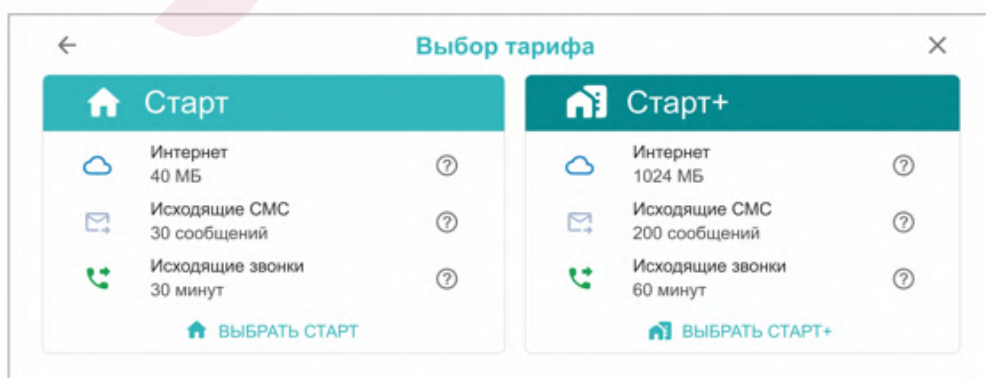 Выбор тарифа
Старт
Интернет
40 МБ
Исходящие СМС
30 сообщений
Исходящие звонки
30 минут
ВЫБРАТЬ СТАРТ
Старт+
Интернет
1024 МБ
Исходящие СМС
200 сообщений
Исходящие звонки
60 минут
ВЫБРАТЬ СТАРТ+